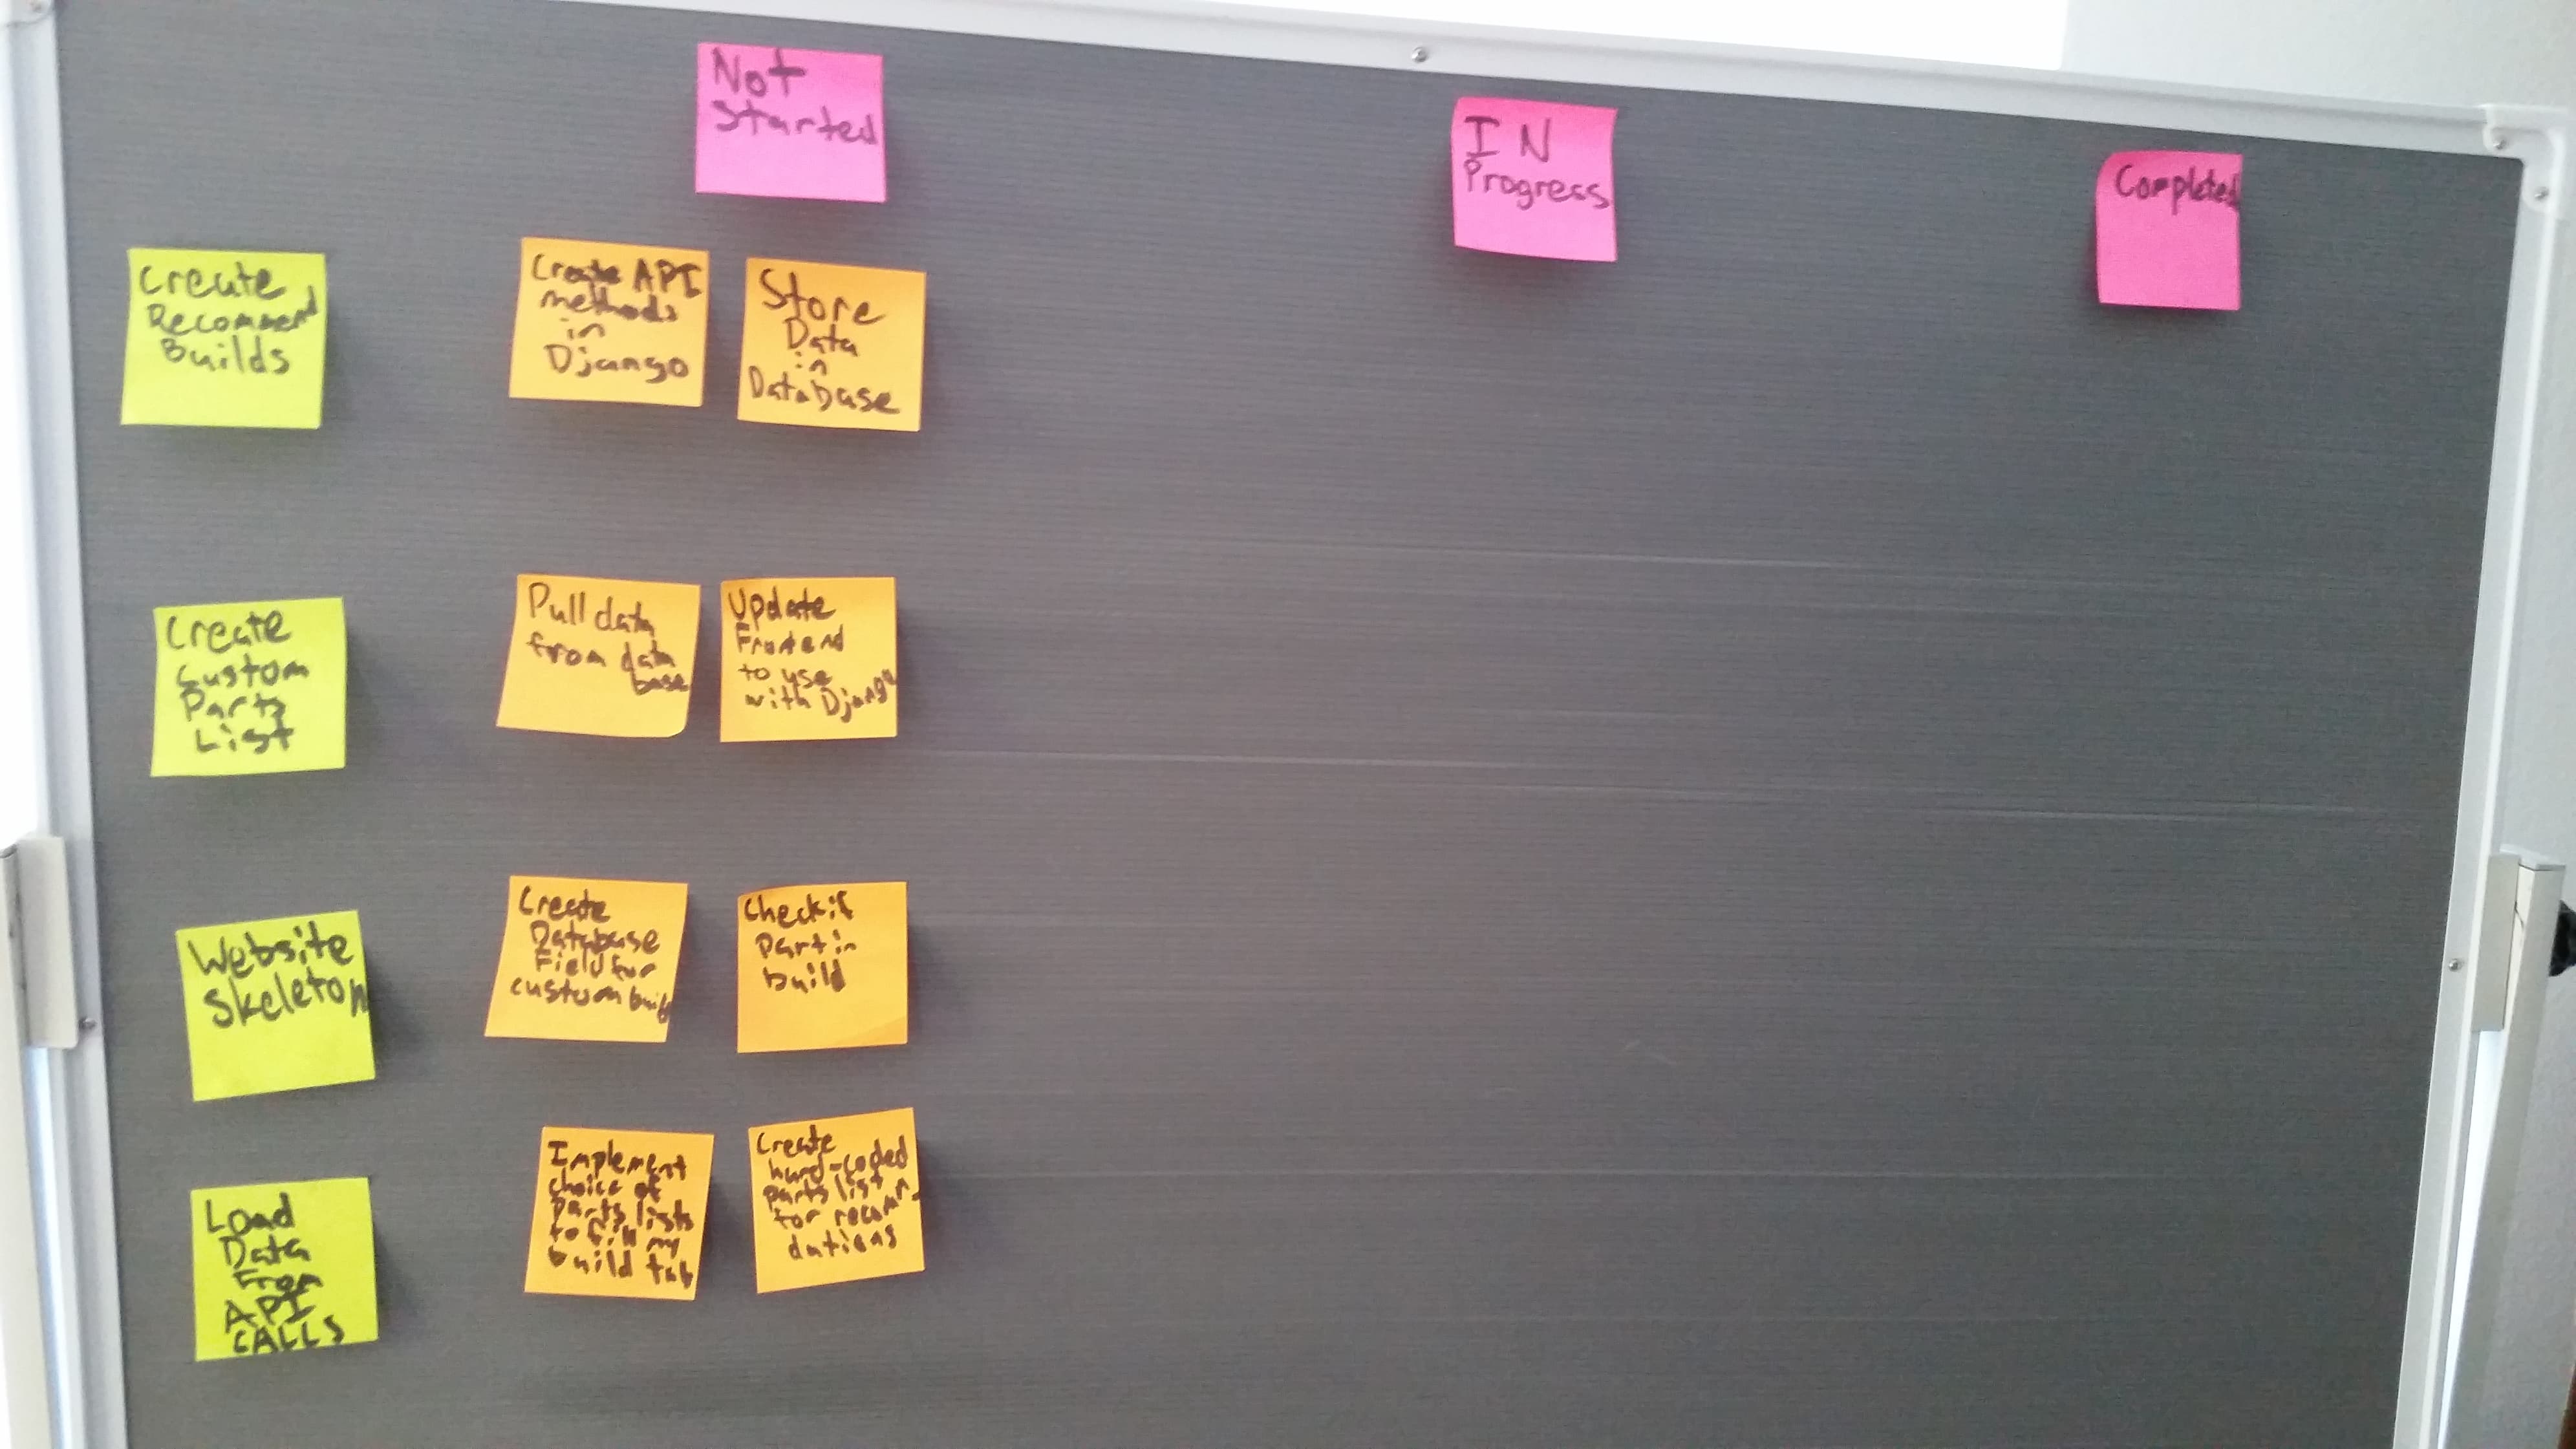 Not
Started
IN
Progress
Completed
Create
Recommend
Builds
Create API
methods
in
Django
Store
Data
in
Database
Create
Custom
Parts
List
Pull data
from data
base
Update
Frontend
to use
with Django
Website
Skeleton
Create
Database
Field for
custom build
Check if
Part in
build
Load
Data
From
API
CALLS
Implement
choice of
parts lists
to fill my
build tab
Create
hard-coded
parts list
for recom-
dations